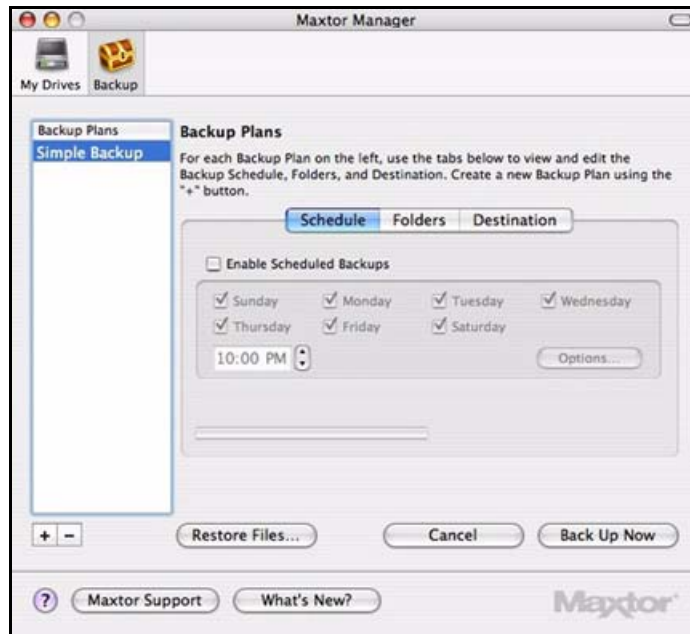 Maxtor Manager
My Drives
Backup
Backup Plans
Simple Backup
Backup Plans
For each Backup Plan on the left, use the tabs below to view and edit the
Backup Schedule, Folders, and Destination. Create a new Backup Plan using the
"+" button.
Schedule Folders Destination
Enable Scheduled Backups
Sunday Monday Tuesday Wednesday
Thursday Friday Saturday
10:00 PM Options...
+ − Restore Files... Cancel Back Up Now
? Maxtor Support What's New? Maxtor